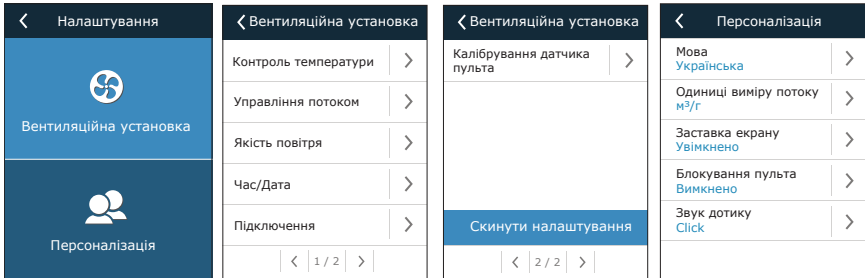 Налаштування
Вентиляційна установка
Персоналізація
Вентиляційна установка
Контроль температури
Управління потоком
Якість повітря
Час/Дата
Підключення
1 / 2
Вентиляційна установка
Калібрування датчика
пульта
Скинути налаштування
2 / 2
Персоналізація
Мова
Українська
Одиниці виміру потоку
м³/г
Заставка екрану
Увімкнено
Блокування пульта
Вимкнено
Звук дотику
Click